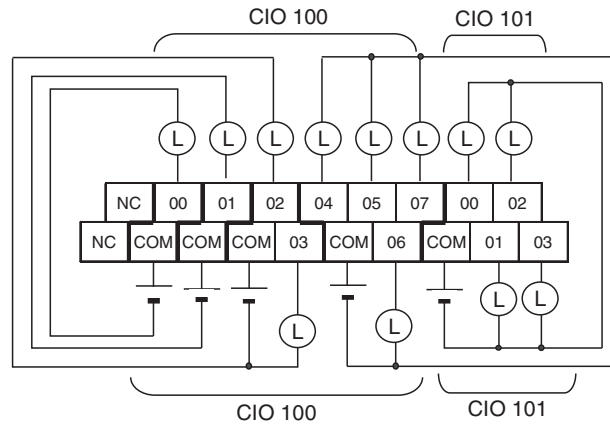 CIO 100 CIO 101
L L L L L L L L
NC 00 01 02 04 05 07 00 02
NC COM COM COM 03 COM 06 COM 01 03
L L
L L
CIO 100 CIO 101